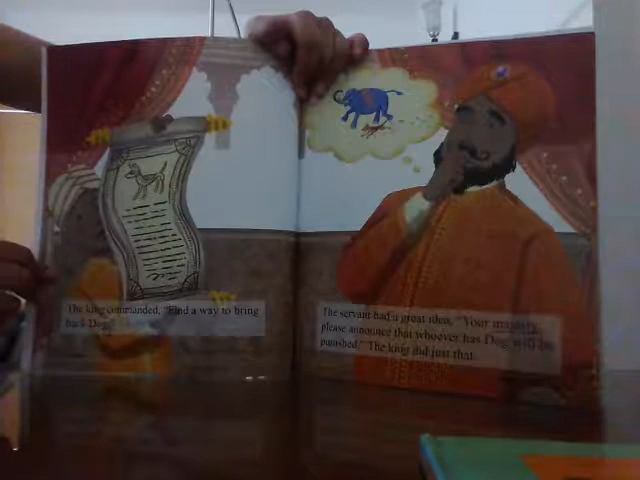 The king commanded, "Find a way to bring
back Dog."
The servant had a great idea, "Your majesty,
please announce that whoever has Dog will be
punished." The king did just that.